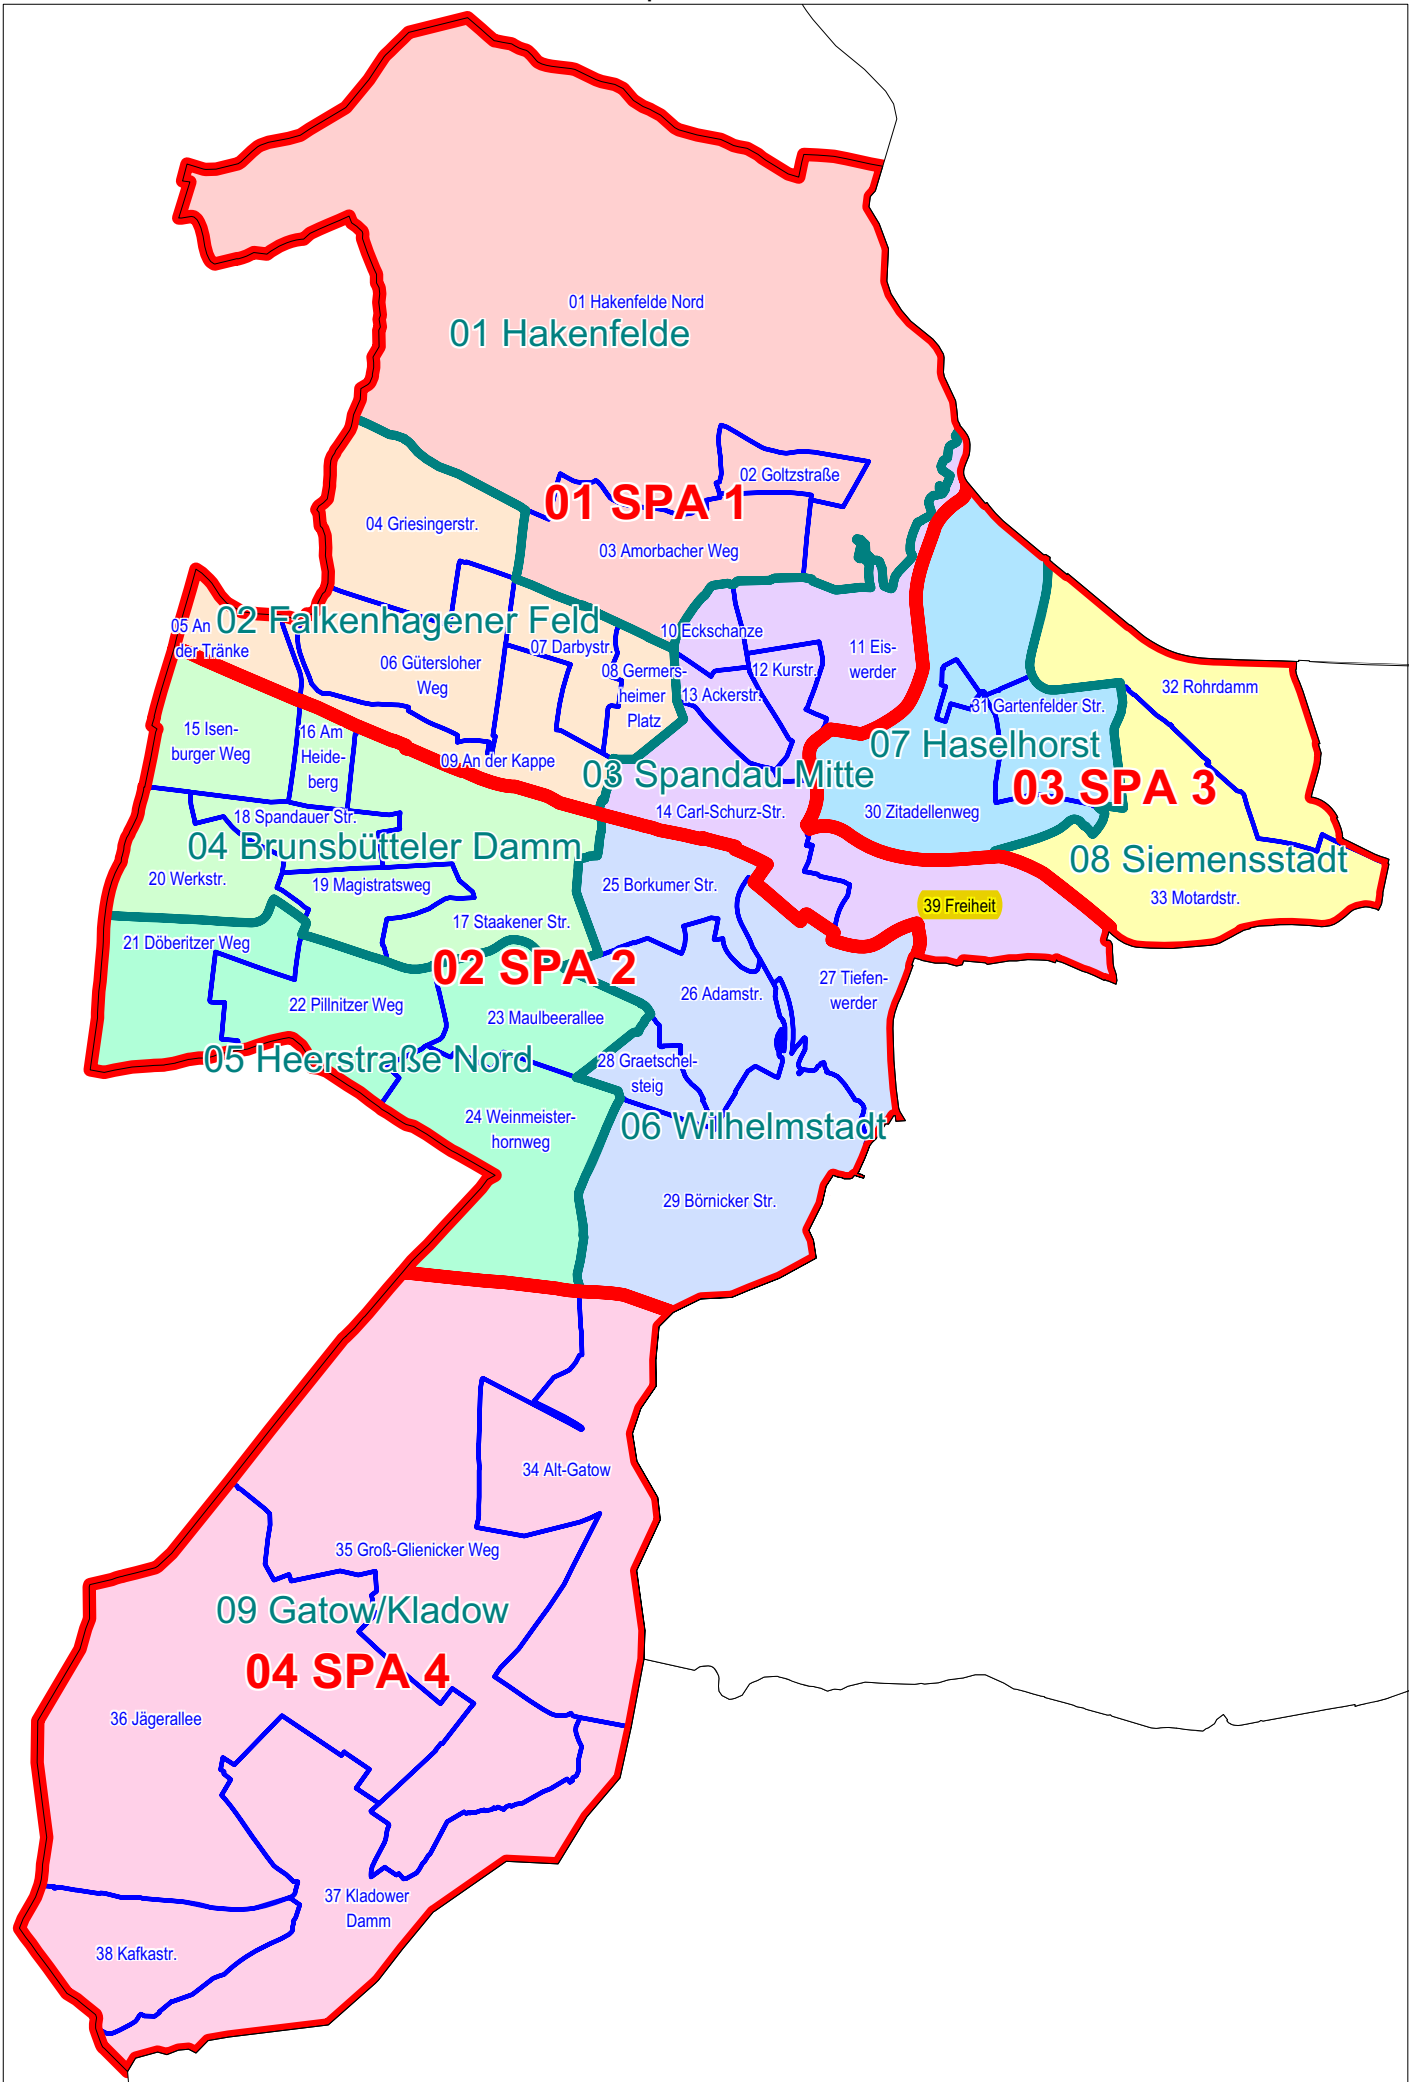 01 Hakenfelde Nord
01 Hakenfelde
02 Goltzstraße
01 SPA 1
04 Griesingerstr.
03 Amorbacher Weg
02 Falkenhagener Feld
05 An
der Tränke
06 Gütersloher
Weg
07 Darbystr.
08 Germers-
heimer
Platz
09 An der Kappe
10 Eckschanze
11 Eis-
werder
12 Kurstr.
13 Ackerstr.
03 Spandau Mitte
14 Carl-Schurz-Str.
32 Rohrdamm
31 Gartenfelder Str.
07 Haselhorst
03 SPA 3
30 Zitadellenweg
08 Siemensstadt
33 Motardstr.
39 Freiheit
15 Isen-
burger Weg
16 Am
Heide-
berg
18 Spandauer Str.
04 Brunsbütteler Damm
20 Werkstr.
19 Magistratsweg
17 Staakener Str.
25 Borkumer Str.
21 Döberitzer Weg
02 SPA 2
22 Pillnitzer Weg
23 Maulbeerallee
26 Adamstr.
27 Tiefen-
werder
05 Heerstraße Nord
28 Graetschel-
steig
24 Weinmeister-
hornweg
06 Wilhelmstadt
29 Börnicker Str.
34 Alt-Gatow
35 Groß-Glienicker Weg
09 Gatow/Kladow
04 SPA 4
36 Jägerallee
37 Kladower
Damm
38 Kafkastr.